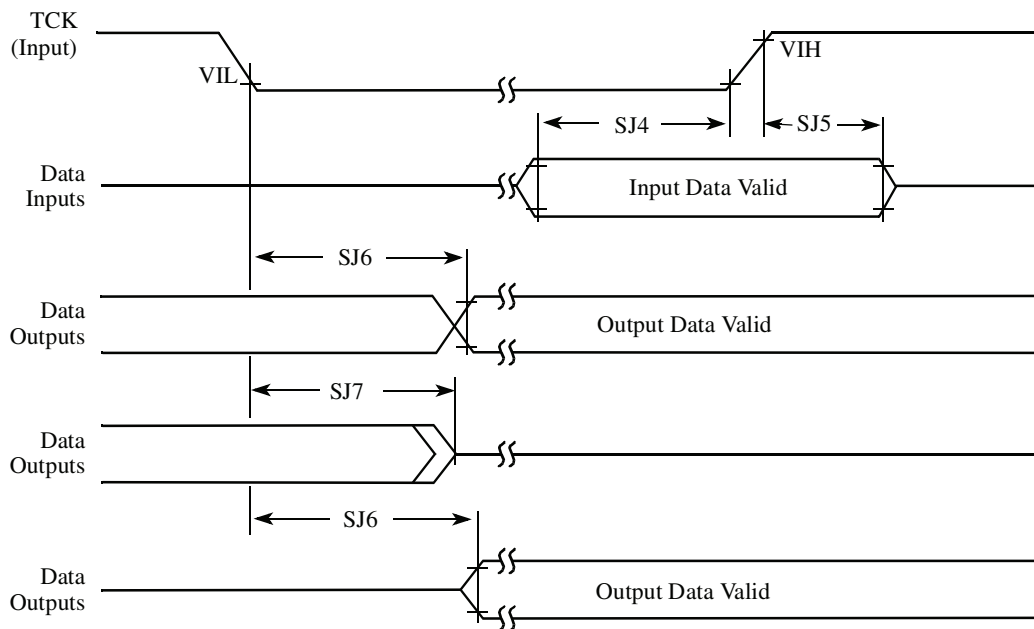 TCK
(Input)
VIL
VIH
SJ4
SJ5
Data
Inputs
Input Data Valid
SJ6
Data
Outputs
Output Data Valid
SJ7
Data
Outputs
SJ6
Data
Outputs
Output Data Valid